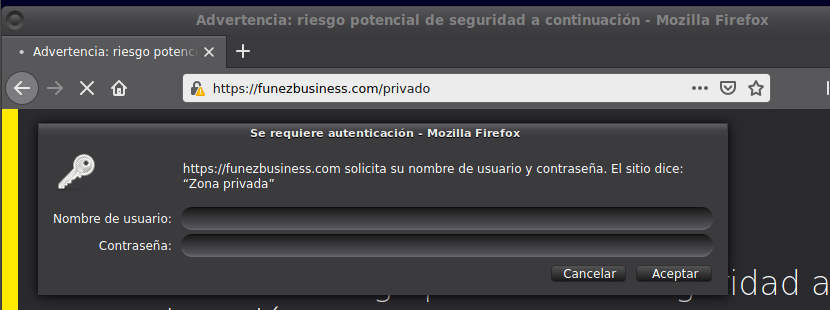 Advertencia: riesgo potencial de seguridad a continuación - Mozilla Firefox
Advertencia: riesgo potenc
https://funezbusiness.com/privado
Se requiere autenticación - Mozilla Firefox
https://funezbusiness.com solicita su nombre de usuario y contraseña. El sitio dice:
“Zona privada”
Nombre de usuario:
Contraseña:
Cancelar Aceptar
ridad a